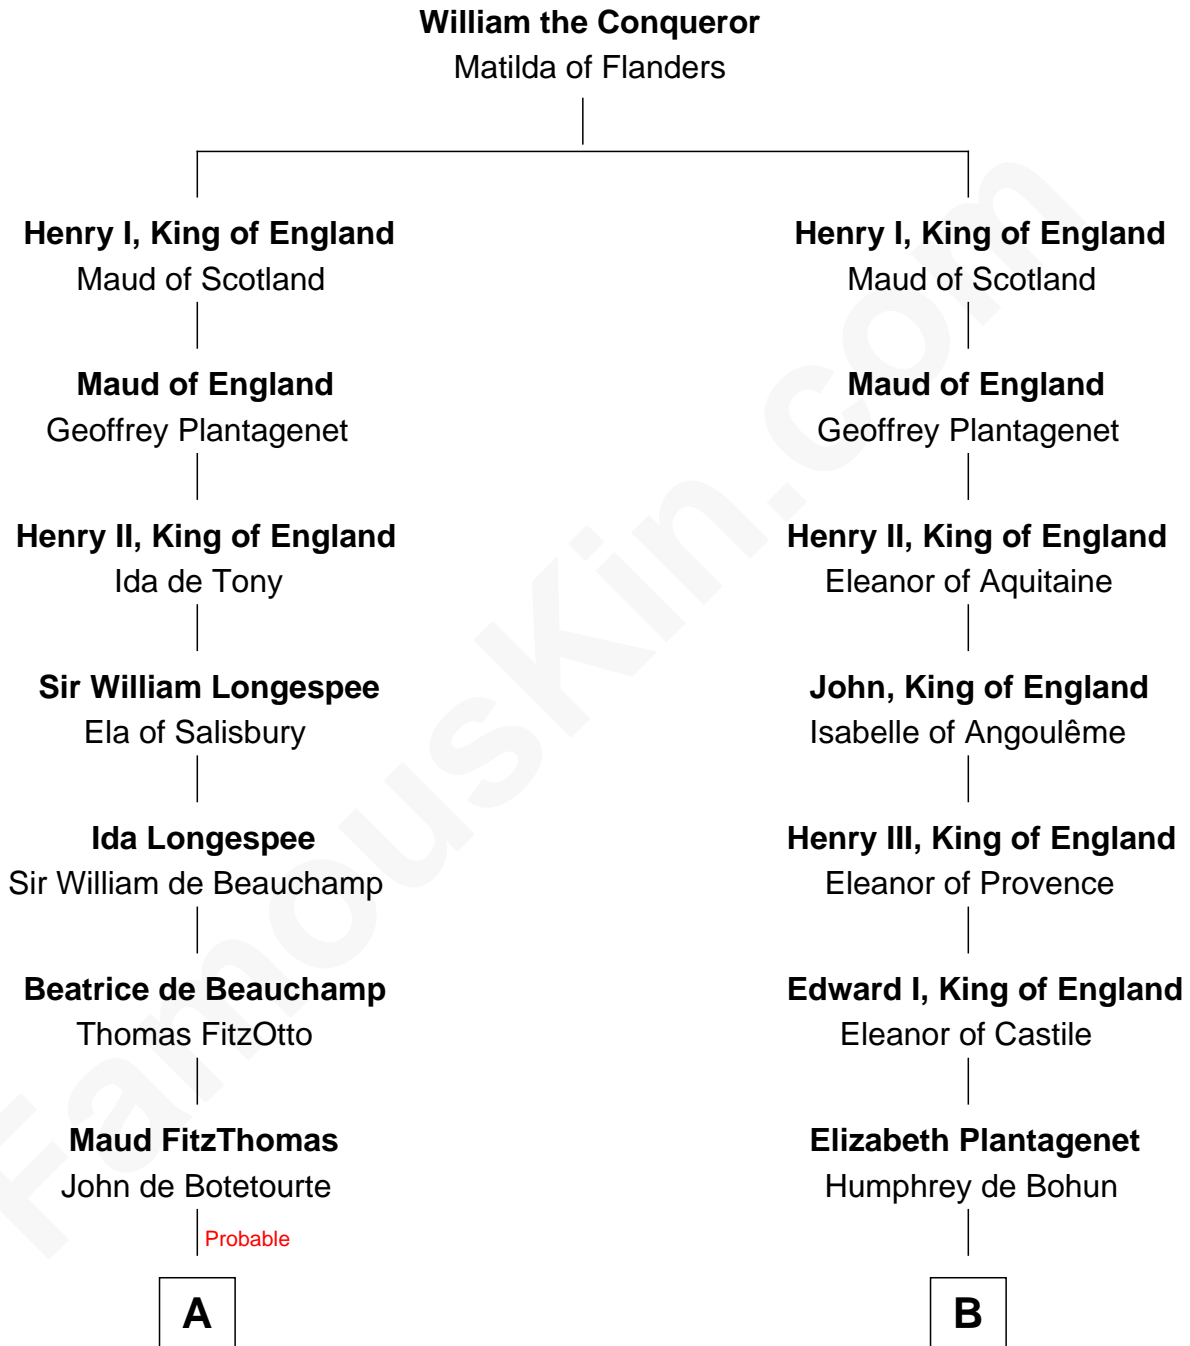 William the Conqueror
Matilda of Flanders
Henry I, King of England
Maud of Scotland
Maud of England
Geoffrey Plantagenet
Henry II, King of England
Ida de Tony
Sir William Longespee
Ela of Salisbury
Ida Longespee
Sir William de Beauchamp
Beatrice de Beauchamp
Thomas FitzOtto
Maud FitzThomas
John de Botetourte
Probable
A
Henry I, King of England
Maud of Scotland
Maud of England
Geoffrey Plantagenet
Henry II, King of England
Eleanor of Aquitaine
John, King of England
Isabelle of Angoulême
Henry III, King of England
Eleanor of Provence
Edward I, King of England
Eleanor of Castile
Elizabeth Plantagenet
Humphrey de Bohun
B
FamousKin.com